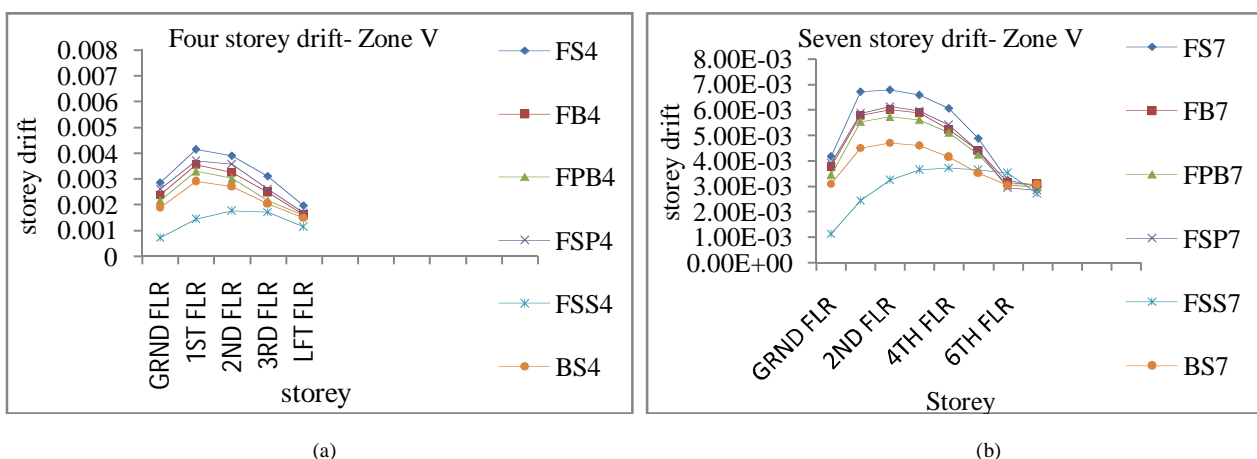 Four storey drift- Zone V
0.008
0.007
0.006
0.005
0.004
0.003
0.002
0.001
0
storey drift
GRND FLR
1ST FLR
2ND FLR
3RD FLR
LFT FLR
storey
FS4
FB4
FPB4
FSP4
FSS4
BS4
(a)
Seven storey drift- Zone V
8.00E-03
7.00E-03
6.00E-03
5.00E-03
4.00E-03
3.00E-03
2.00E-03
1.00E-03
0.00E+00
storey drift
GRND FLR
2ND FLR
4TH FLR
6TH FLR
Storey
FS7
FB7
FPB7
FSP7
FSS7
BS7
(b)